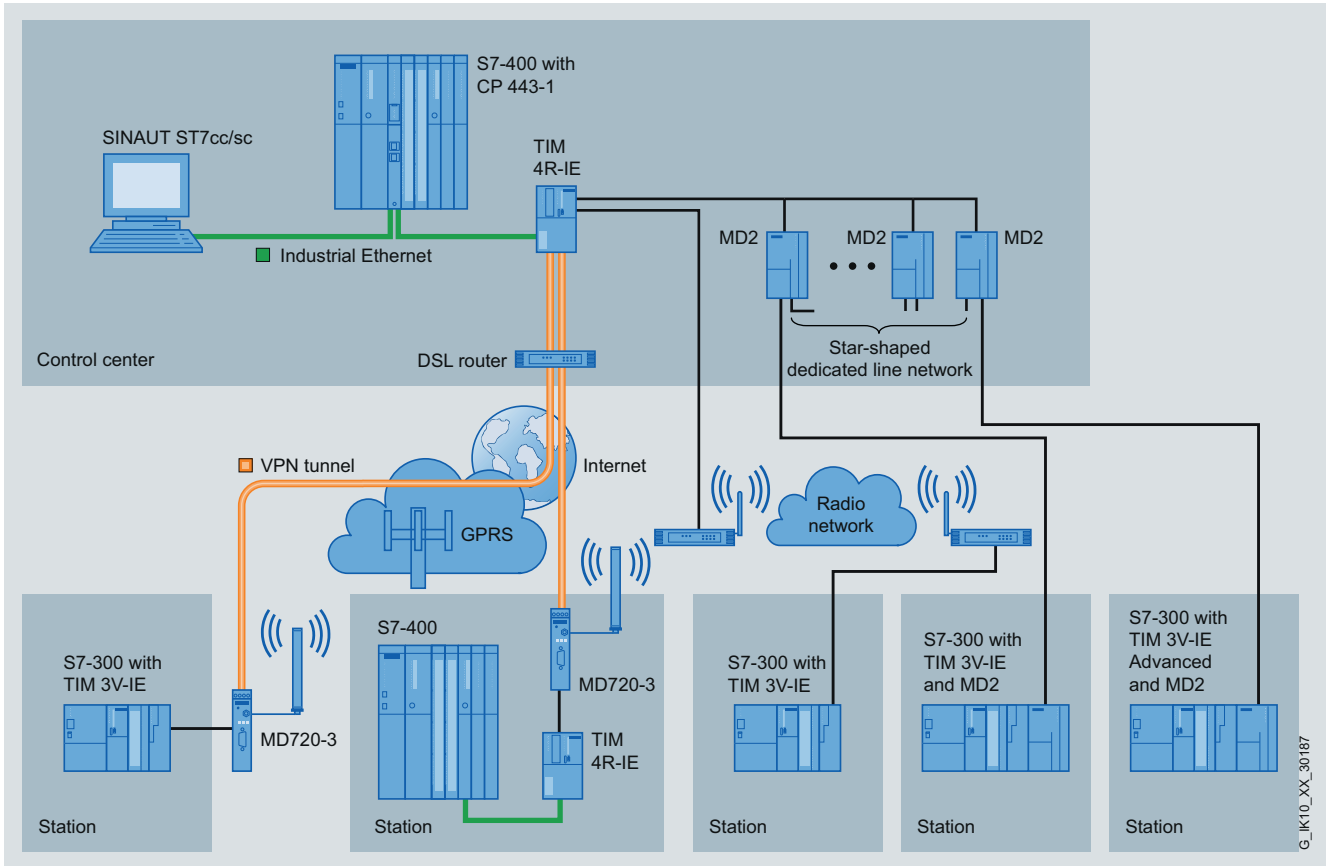 S7-400 with
CP 443-1
SINAUT ST7cc/sc
TIM
4R-IE
MD2
MD2
MD2
Industrial Ethernet
Star-shaped
dedicated line network
Control center
DSL router
VPN tunnel
Internet
GPRS
Radio
network
S7-300 with
TIM 3V-IE
MD720-3
Station
S7-400
MD720-3
TIM
4R-IE
Station
S7-300 with
TIM 3V-IE
Station
S7-300 with
TIM 3V-IE
and MD2
Station
S7-300 with
TIM 3V-IE
Advanced
and MD2
Station
G_IK10_XX_30187